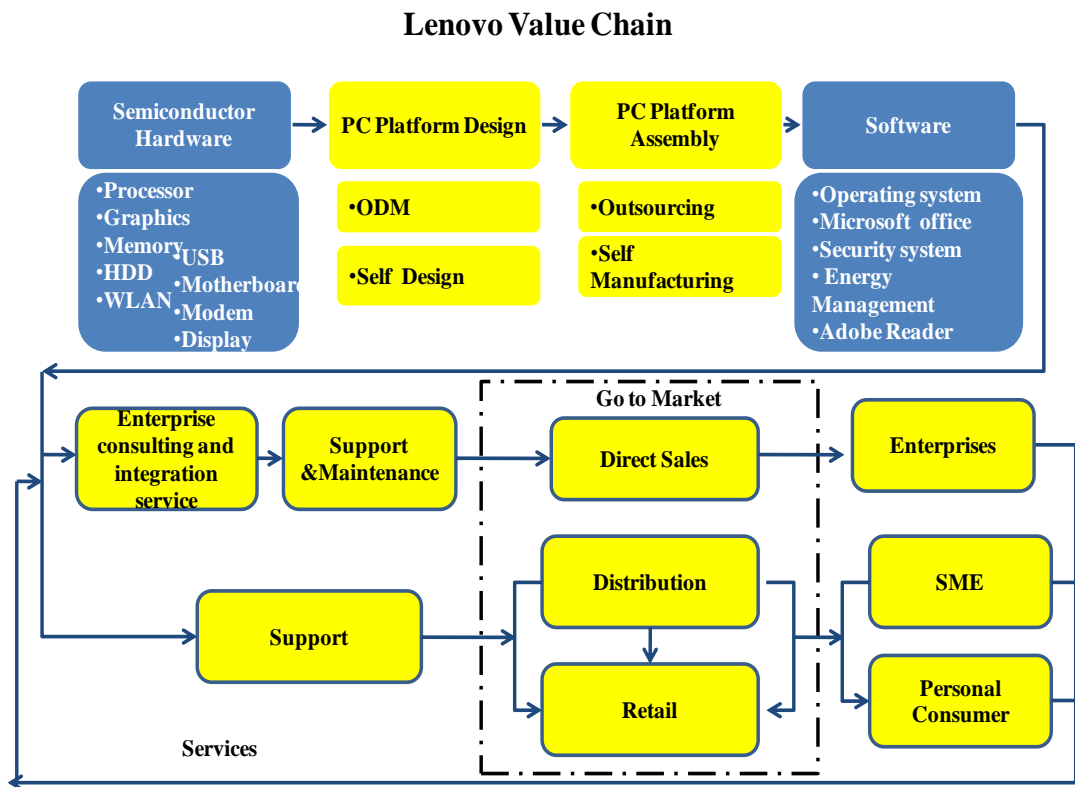 Lenovo Value Chain
Semiconductor
Hardware
PC Platform Design
PC Platform
Assembly
Software
•Processor
•Graphics
•Memory
•HDD
•WLAN
•USB
•Motherboard
•Modem
•Display
•ODM
•Self Design
•Outsourcing
•Self
Manufacturing
•Operating system
•Microsoft office
•Security system
• Energy
Management
•Adobe Reader
Enterprise
consulting and
integration
service
Support
&Maintenance
Go to Market
Direct Sales
Enterprises
Support
Distribution
Retail
SME
Personal
Consumer
Services